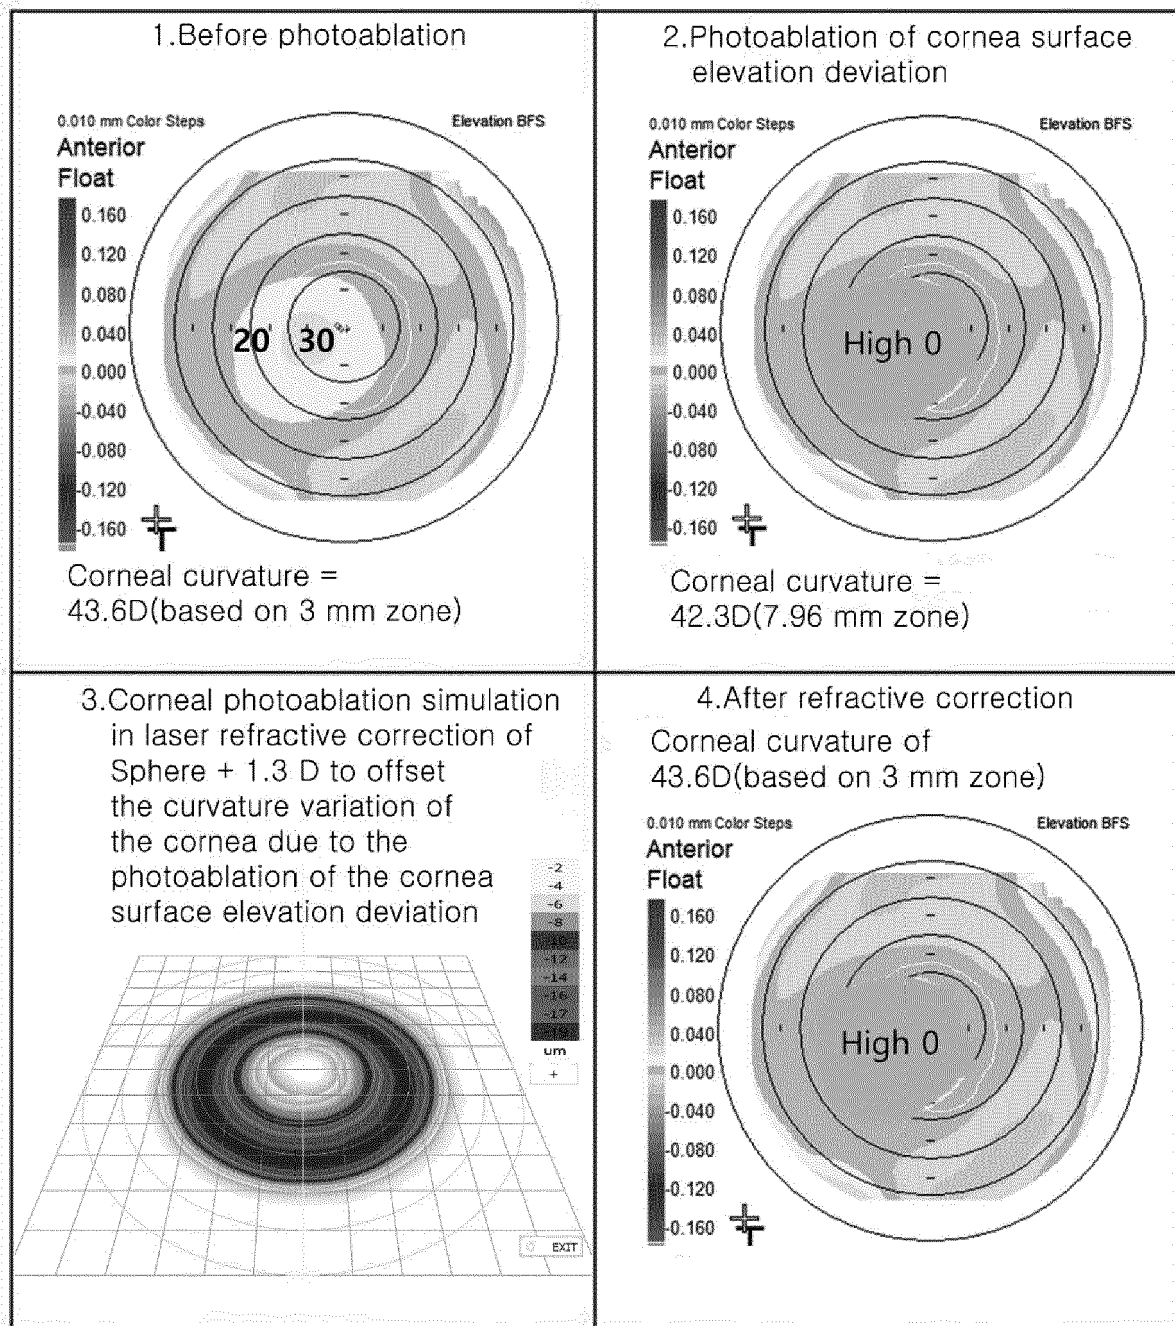 1.Before photoablation
0.010 mm Color Steps
Elevation BFS
Anterior
Float
0.160
0.120
0.080
0.040
0.000
-0.040
-0.080
-0.120
-0.160
20
30
T
Corneal curvature =
43.6D(based on 3 mm zone)
2.Photoablation of cornea surface
elevation deviation
0.010 mm Color Steps
Elevation BFS
Anterior
Float
0.160
0.120
0.080
0.040
0.000
-0.040
-0.080
-0.120
-0.160
High 0
T
Corneal curvature =
42.3D(7.96 mm zone)
3.Corneal photoablation simulation
in laser refractive correction of
Sphere + 1.3 D to offset
the curvature variation of
the cornea due to the
photoablation of the cornea
surface elevation deviation
-2
-4
-6
-8
-10
-12
-14
-16
-17
-19
um
+
EXIT
4.After refractive correction
Corneal curvature of
43.6D(based on 3 mm zone)
0.010 mm Color Steps
Elevation BFS
Anterior
Float
0.160
0.120
0.080
0.040
0.000
-0.040
-0.080
-0.120
-0.160
High 0
T